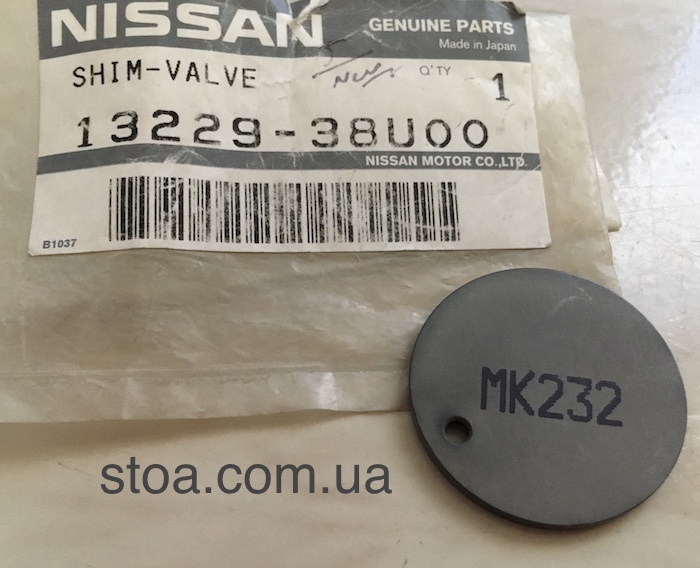 NISSAN
GENUINE PARTS
Made in Japan
SHIM-VALVE
Q'TY
1
13229-38U00
NISSAN MOTOR CO.,LTD.
B1037
MK232
stoa.com.ua